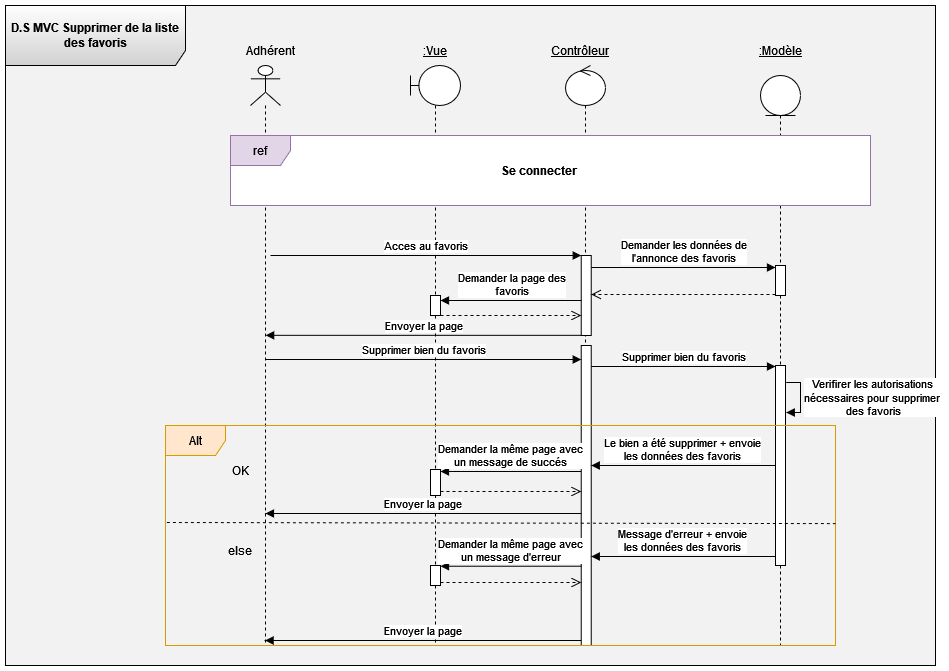 D.S MVC Supprimer de la liste
des favoris
Adhérent
:Vue
Contrôleur
:Modèle
ref
Se connecter
Acces au favoris
Demander les données de
l'annonce des favoris
Demander la page des
favoris
Envoyer la page
Supprimer bien du favoris
Supprimer bien du favoris
Verifirer les autorisations
nécessaires pour supprimer
des favoris
Alt
OK
Le bien a été supprimer + envoie
les données des favoris
Demander la même page avec
un message de succés
Envoyer la page
else
Message d'erreur + envoie
les données des favoris
Demander la même page avec
un message d'erreur
Envoyer la page